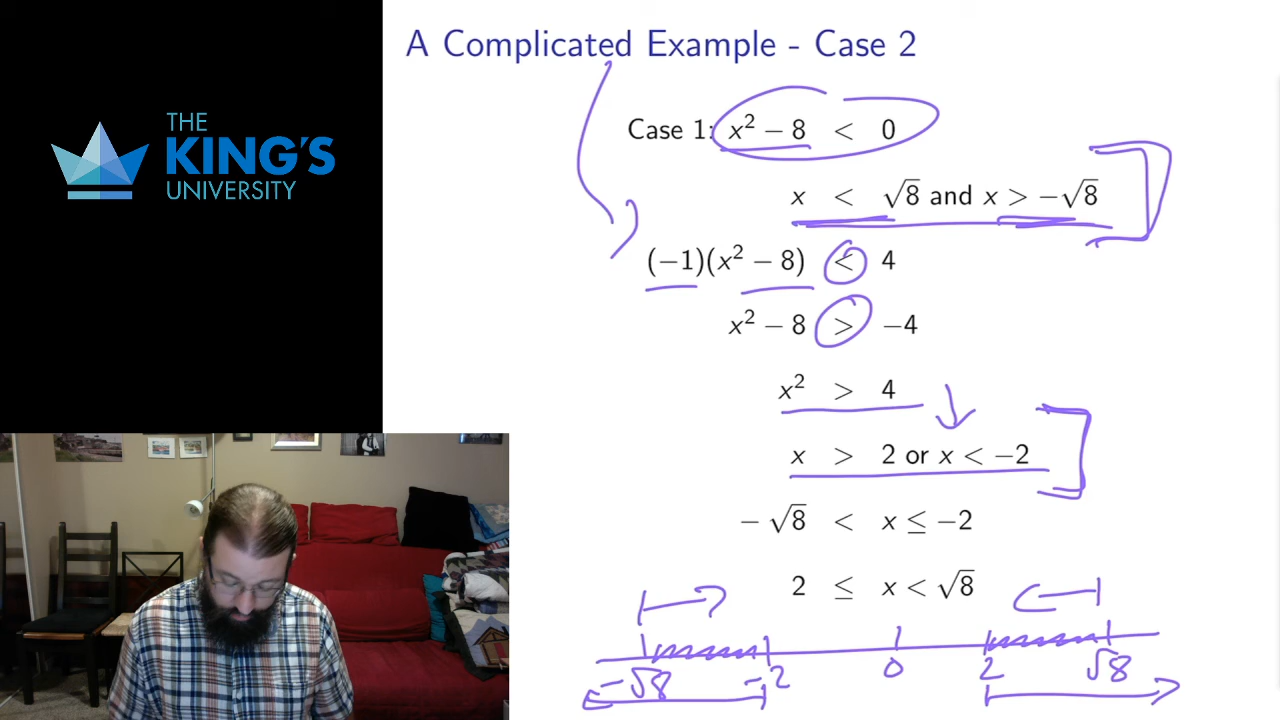 THE
KING'S
UNIVERSITY
A Complicated Example - Case 2
Case 1: x² − 8 < 0
x < √8 and x > −√8
(−1)(x² − 8) < 4
x² − 8 > −4
x² > 4
x > 2 or x < −2
− √8 < x ≤ −2
2 ≤ x < √8
−√8 -2 0 2 √8